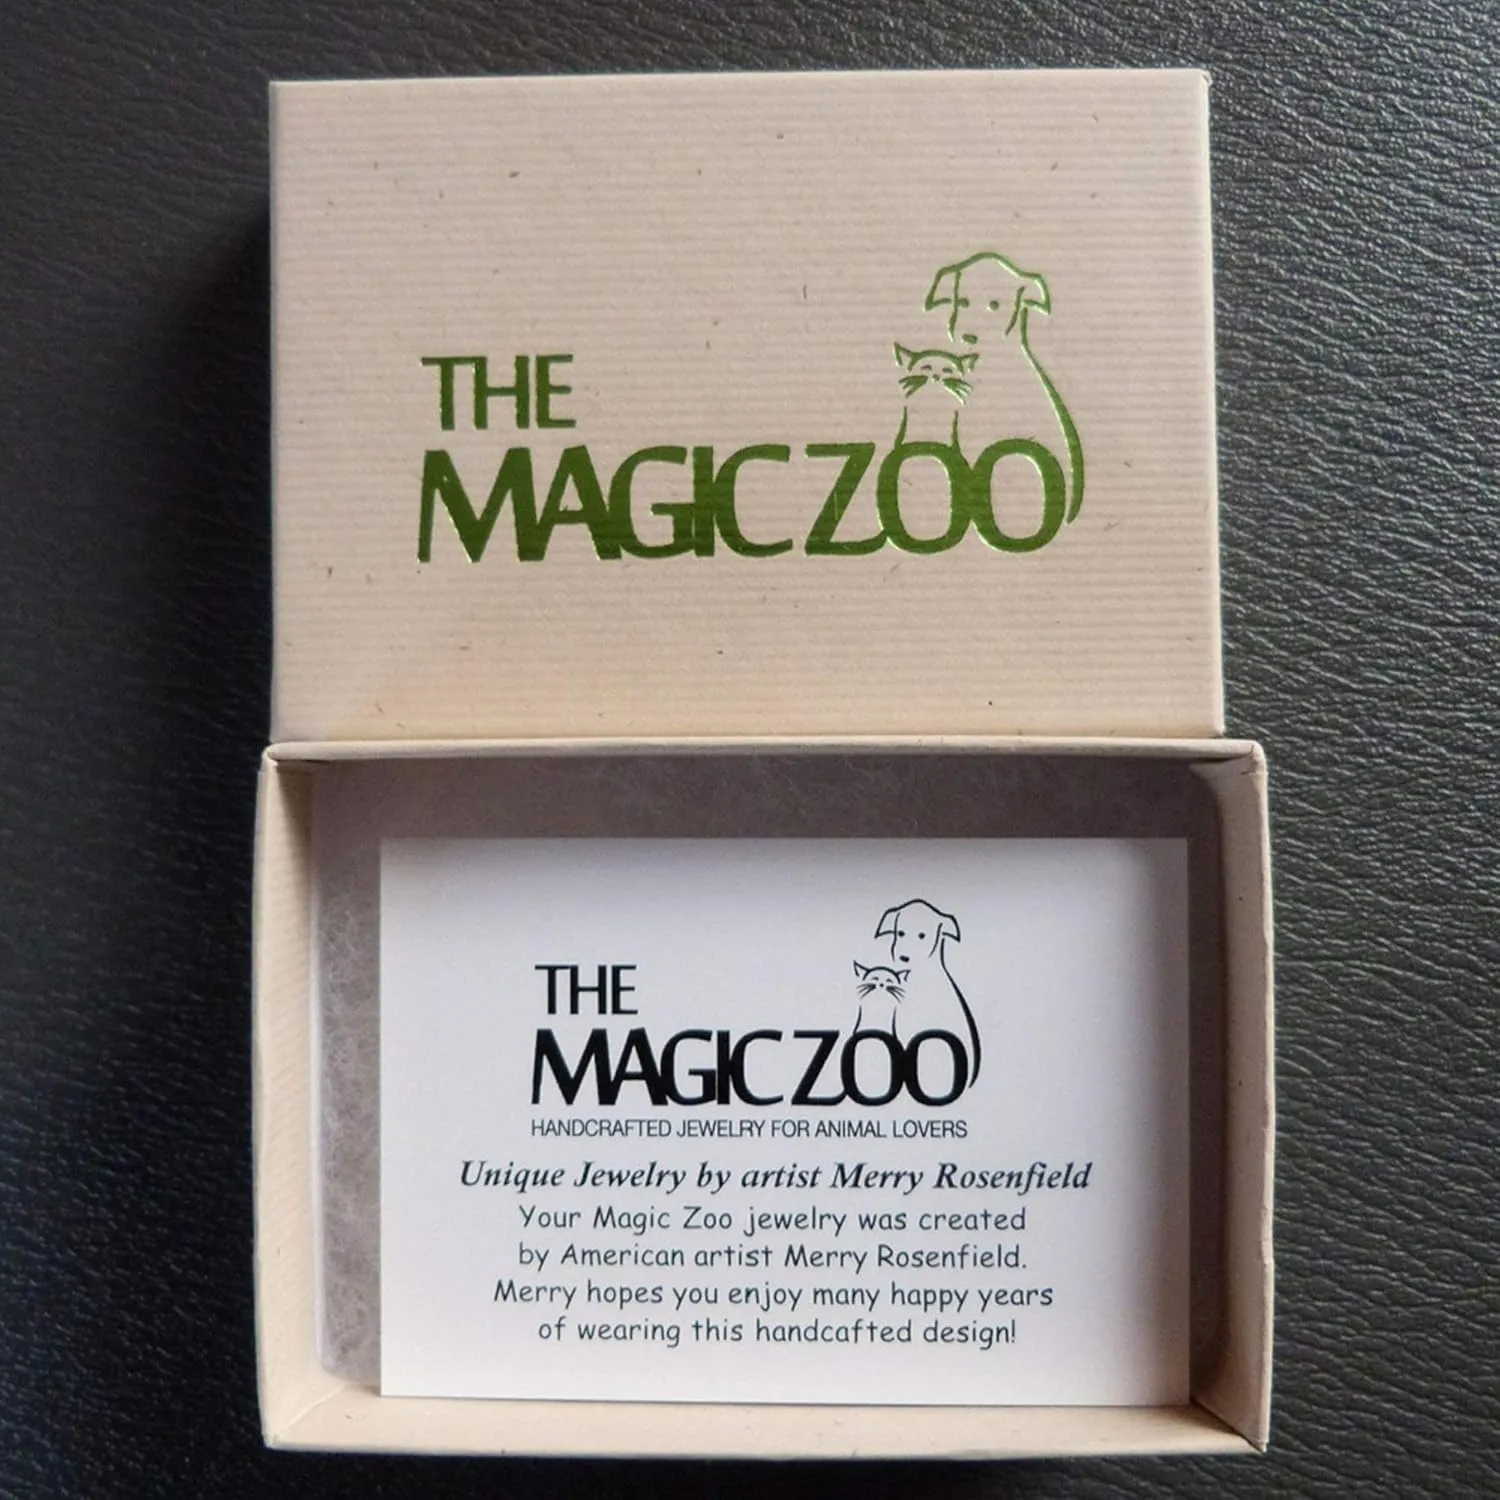 THE
MAGIC ZOO
THE
MAGIC ZOO
HANDCRAFTED JEWELRY FOR ANIMAL LOVERS
Unique Jewelry by artist Merry Rosenfield
Your Magic Zoo jewelry was created
by American artist Merry Rosenfield.
Merry hopes you enjoy many happy years
of wearing this handcafted design!